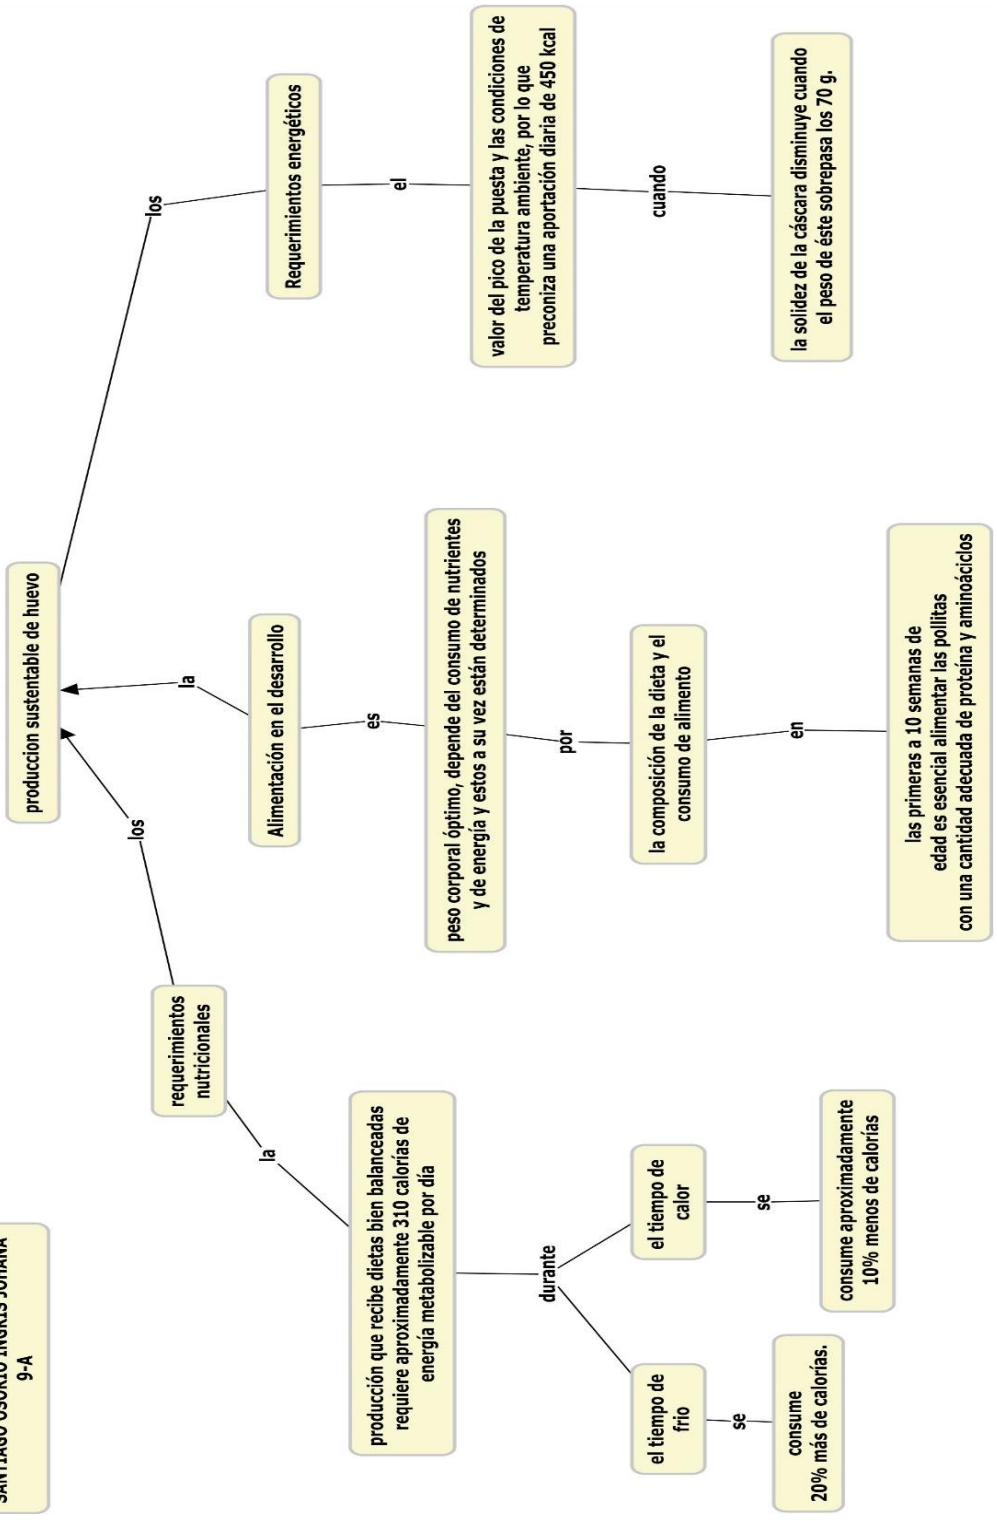 SANTIAGO OSORIO INGRIS JOHANA
9-A
produccion sustentable de huevo
los
requerimientos
nutricionales
la
producción que recibe dietas bien balanceadas
requiere aproximadamente 310 calorías de
energía metabolizable por día
durante
el tiempo de
frio
se
consume
20% más de calorías.
el tiempo de
calor
se
consume aproximadamente
10% menos de calorías
la
Alimentación en el desarrollo
es
peso corporal óptimo, depende del consumo de nutrientes
y de energía y estos a su vez están determinados
por
la composición de la dieta y el
consumo de alimento
en
las primeras a 10 semanas de
edad es esencial alimentar las pollitas
con una cantidad adecuada de proteína y aminoáciclos
los
Requerimientos energéticos
el
valor del pico de la puesta y las condiciones de
temperatura ambiente, por lo que
preconiza una aportación diaria de 450 kcal
cuando
la solidez de la cáscara disminuye cuando
el peso de éste sobrepasa los 70 g.